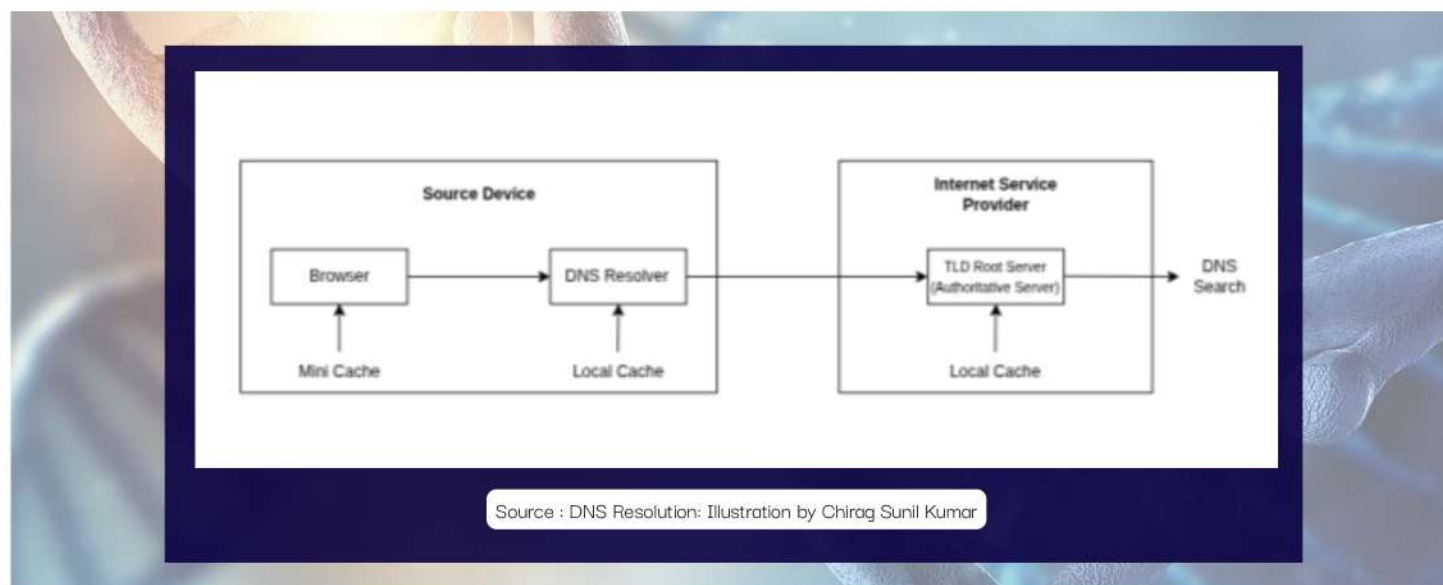 Source Device
Browser
DNS Resolver
Mini Cache
Local Cache
Internet Service
Provider
TLD Root Server
(Authoritative Server)
Local Cache
DNS
Search
Source : DNS Resolution: Illustration by Chirag Sunil Kumar